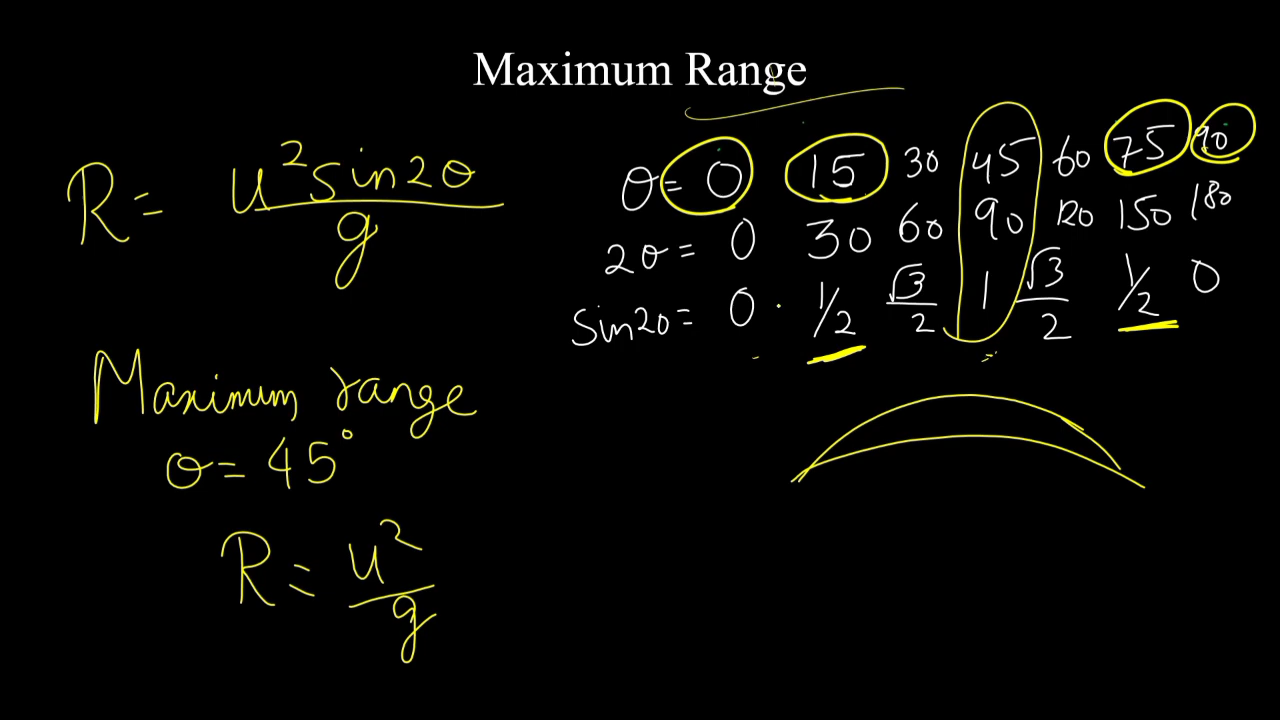 Maximum Range
R = u²sin2θ / g
θ = 0 15 30 45 60 75 90
2θ = 0 30 60 90 120 150 180
sin2θ = 0 1/2 √3/2 1 √3/2 1/2 0
Maximum range
θ = 45°
R = u² / g